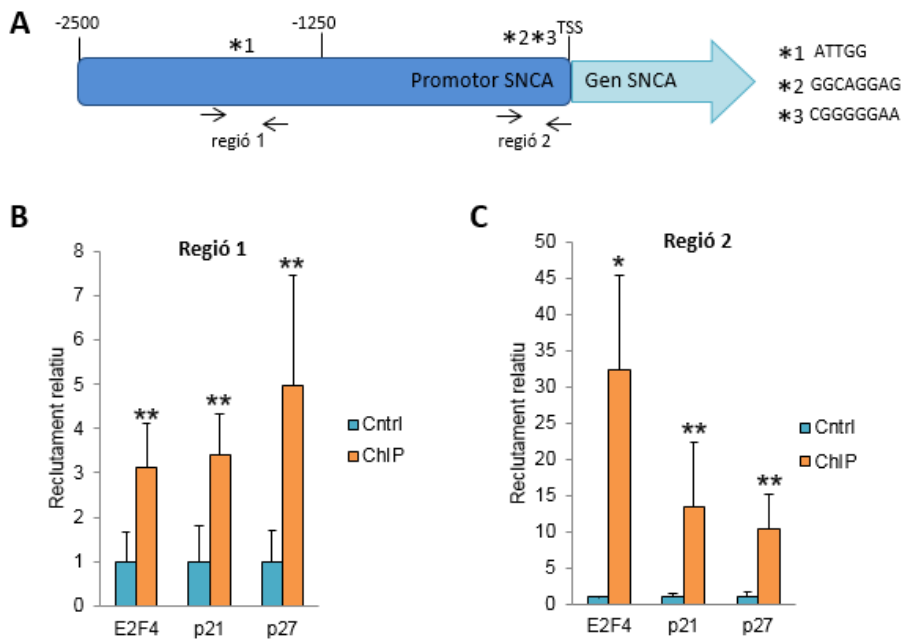 A
-2500
-1250
TSS
*1
*2*3
Promotor SNCA
Gen SNCA
regió 1
regió 2
*1 ATTGG
*2 GGCAGGAG
*3 CGGGGGAA
B
Regió 1
Reclutament relatiu
8
7
6
5
4
3
2
1
0
**
**
**
E2F4
p21
p27
Cntrl
ChIP
C
Regió 2
Reclutament relatiu
50
45
40
35
30
25
20
15
10
5
0
*
**
**
E2F4
p21
p27
Cntrl
ChIP